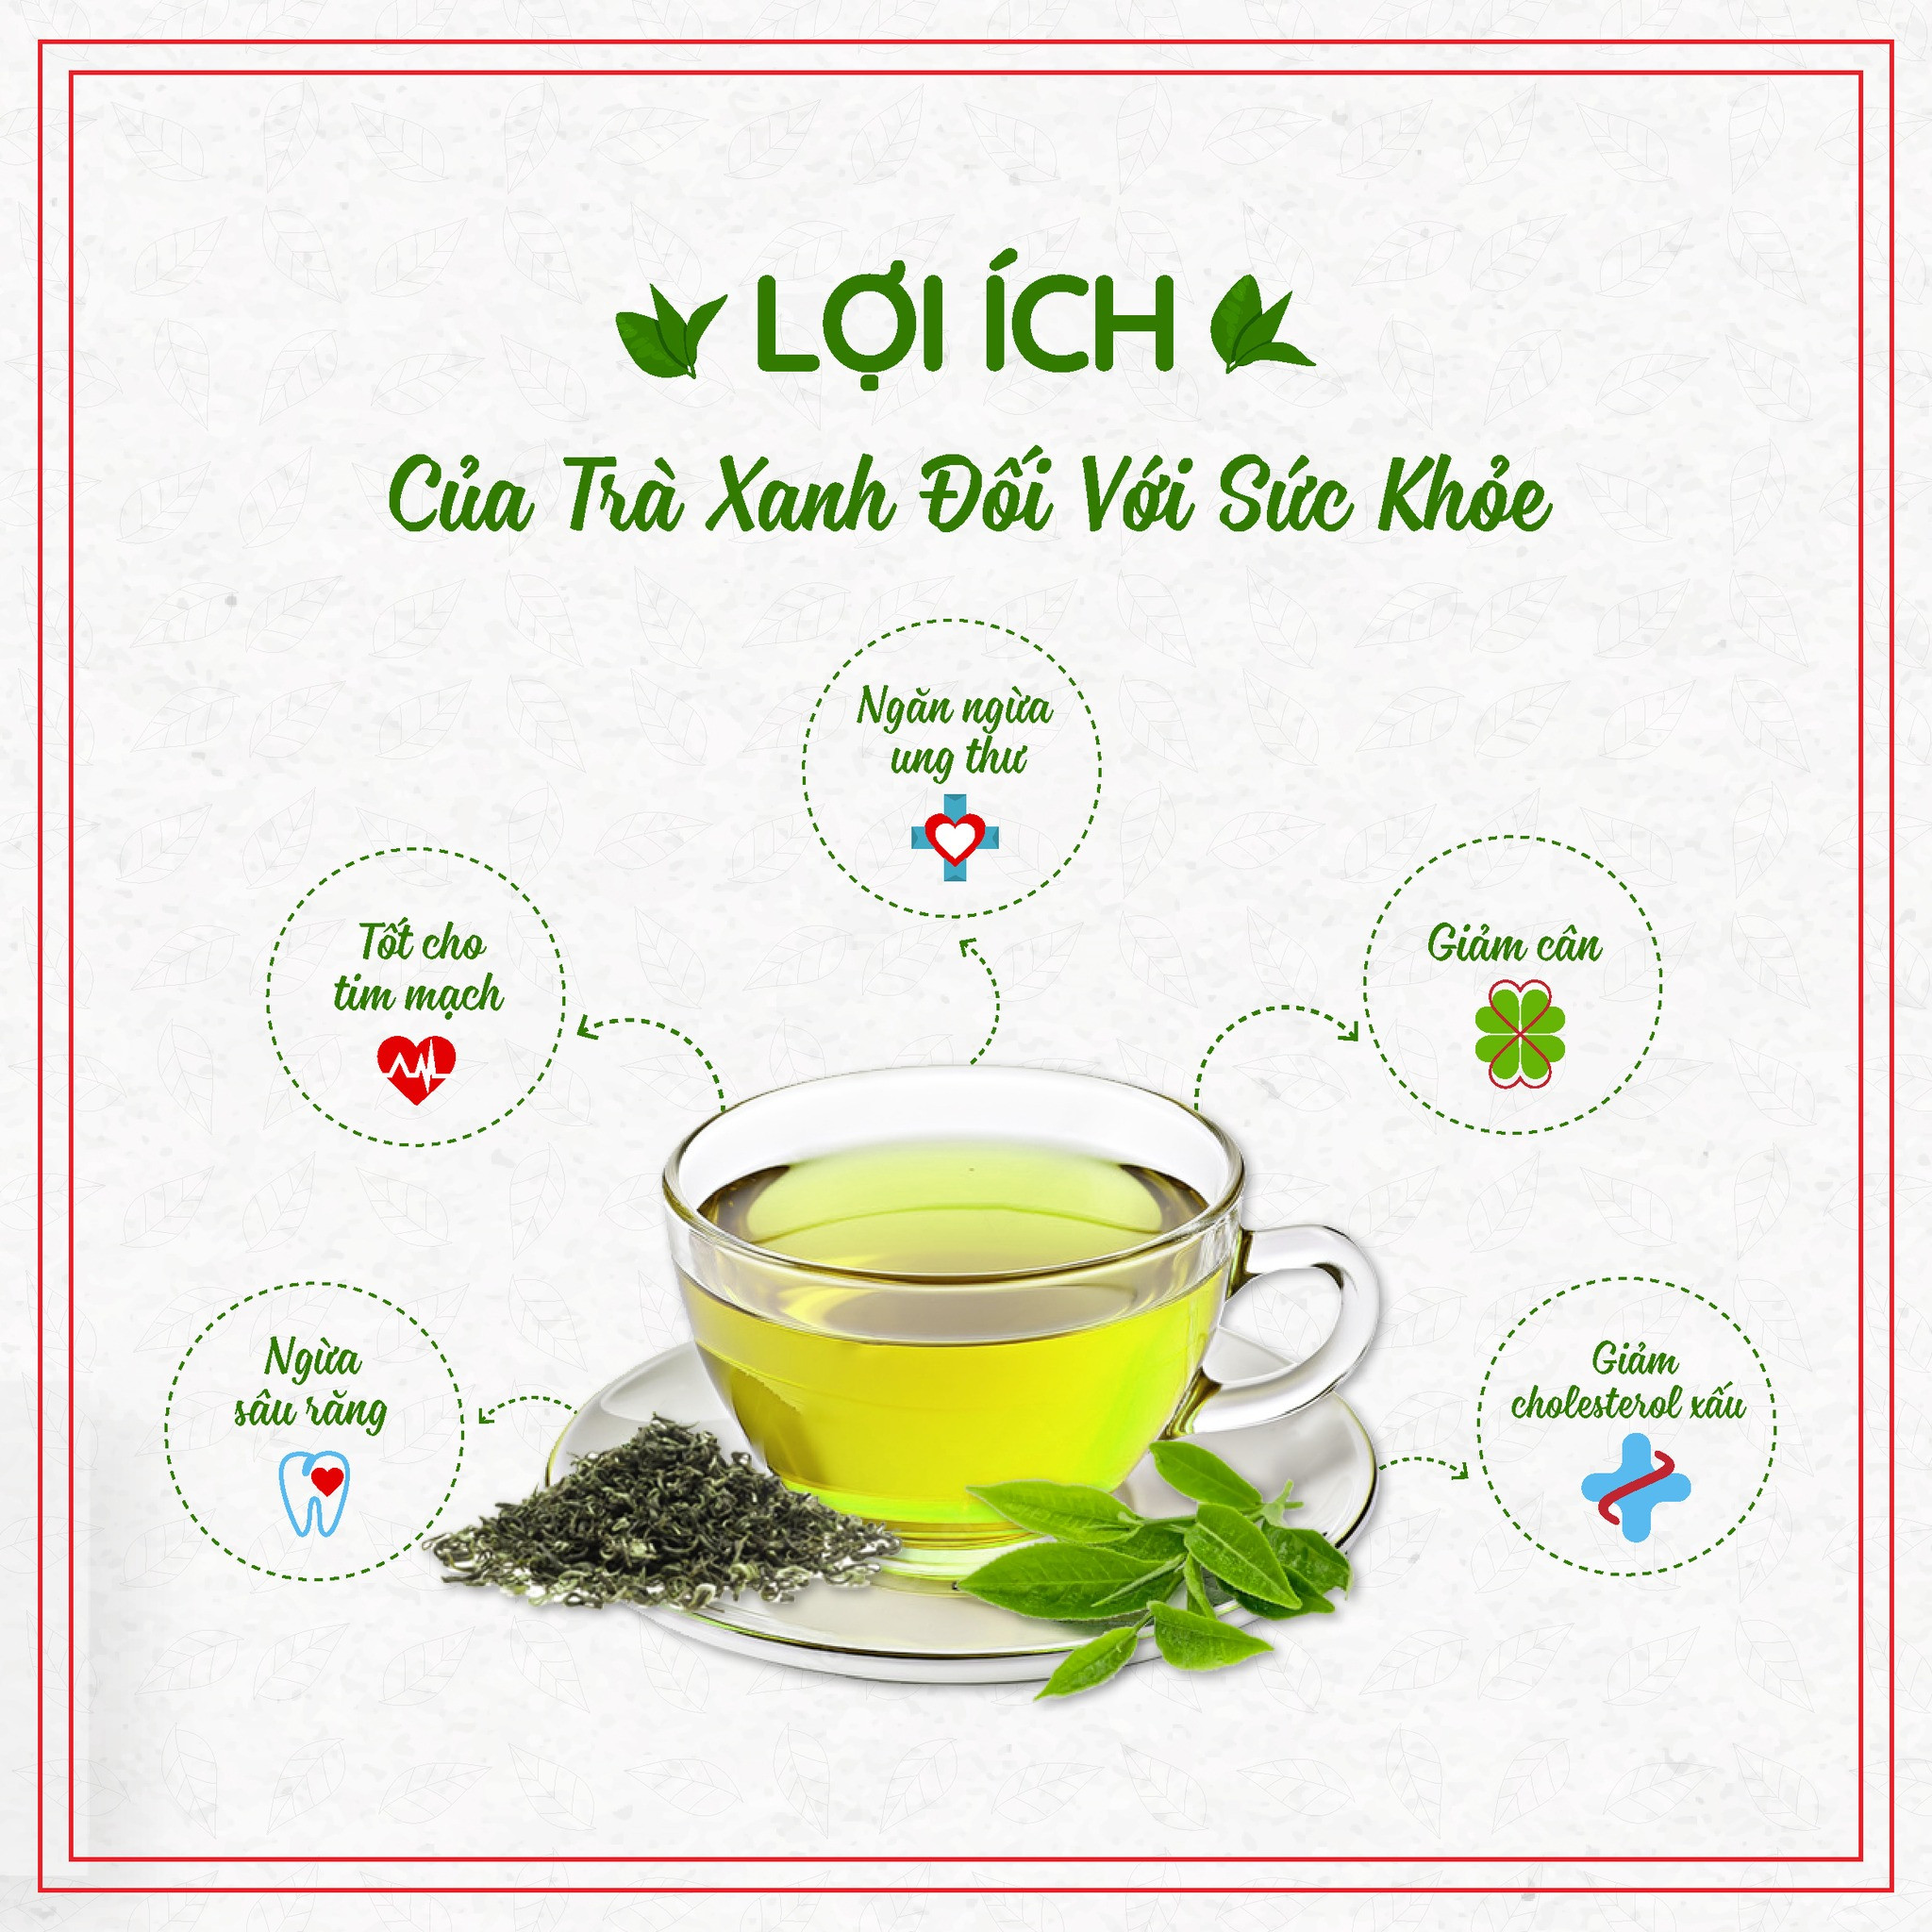 LỢI ÍCH
Của Trà Xanh Đối Với Sức Khỏe
Ngăn ngừa
ung thư
Tốt cho
tim mạch
Giảm cân
Ngừa
sâu răng
Giảm
cholesterol xấu